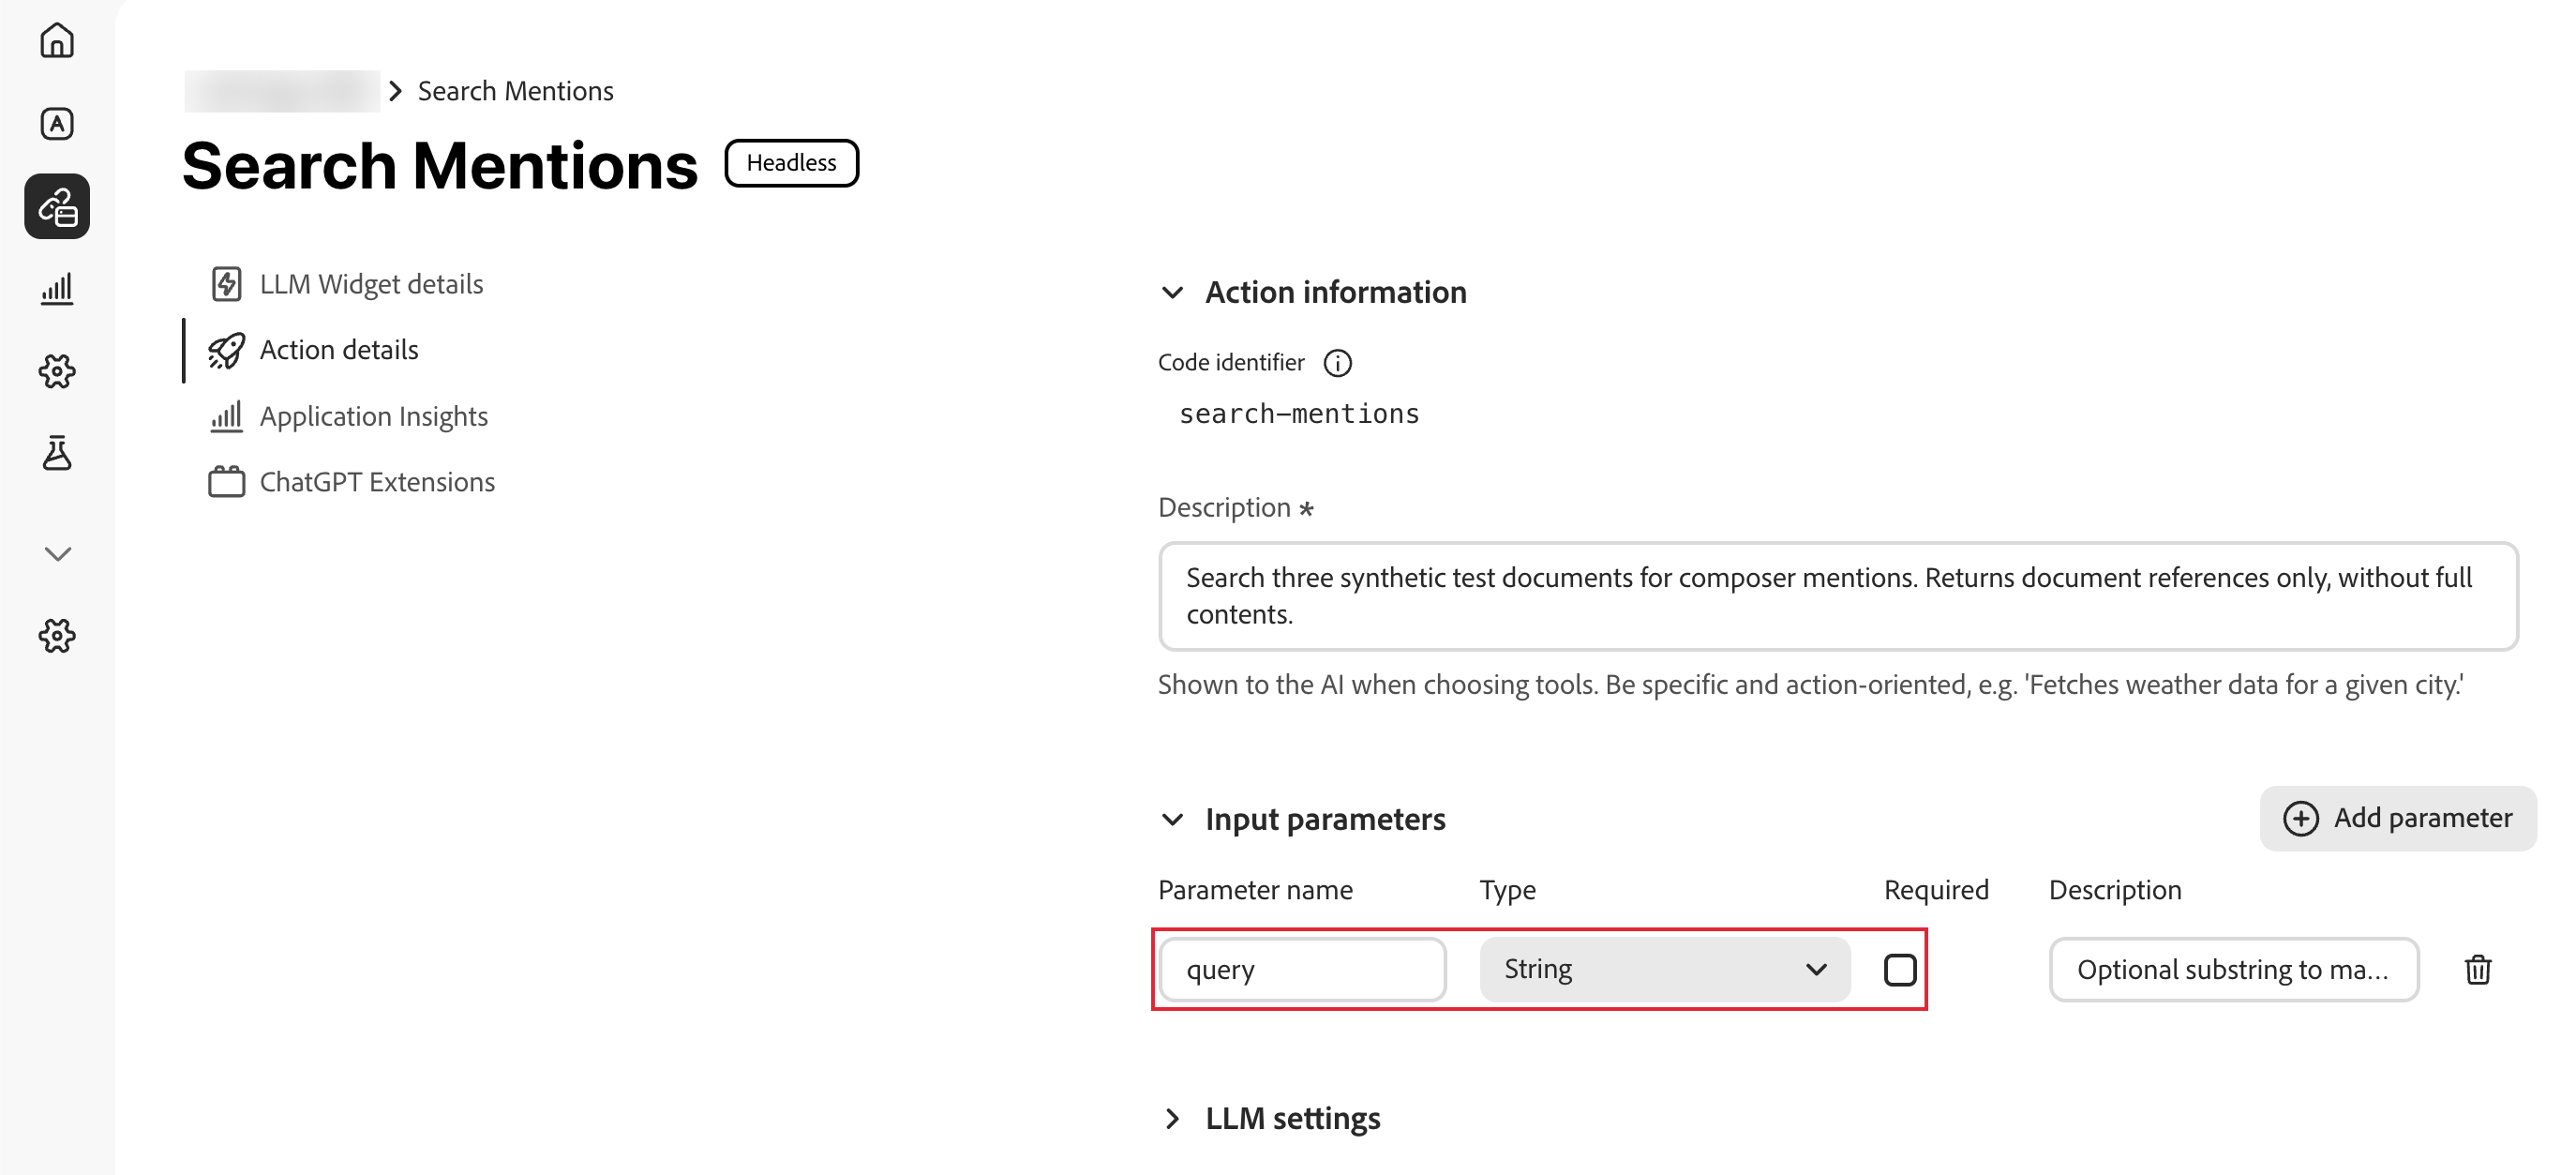 Search Mentions
Search Mentions
Headless
LLM Widget details
Action details
Application Insights
ChatGPT Extensions
Action information
Code identifier
search-mentions
Description *
Search three synthetic test documents for composer mentions. Returns document references only, without full
contents.
Shown to the AI when choosing tools. Be specific and action-oriented, e.g. 'Fetches weather data for a given city.'
Input parameters
Add parameter
Parameter name Type Required Description
query String Optional substring to ma...
LLM settings